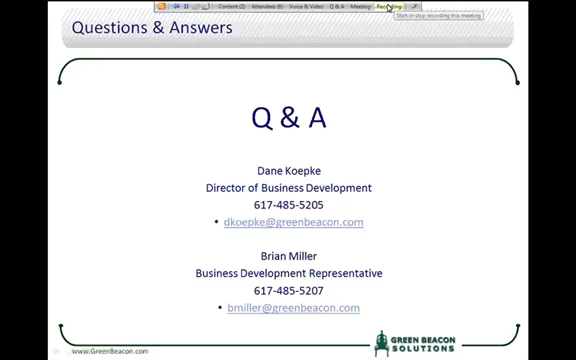 Content (2) Attendees (6) Voice & Video Q & A Meeting Recording
Start or stop recording this meeting
Questions & Answers
Q & A
Dane Koepke
Director of Business Development
617-485-5205
• dkoepke@greenbeacon.com
Brian Miller
Business Development Representative
617-485-5207
• bmiller@greenbeacon.com
www.GreenBeacon.com
GREEN BEACON
SOLUTIONS